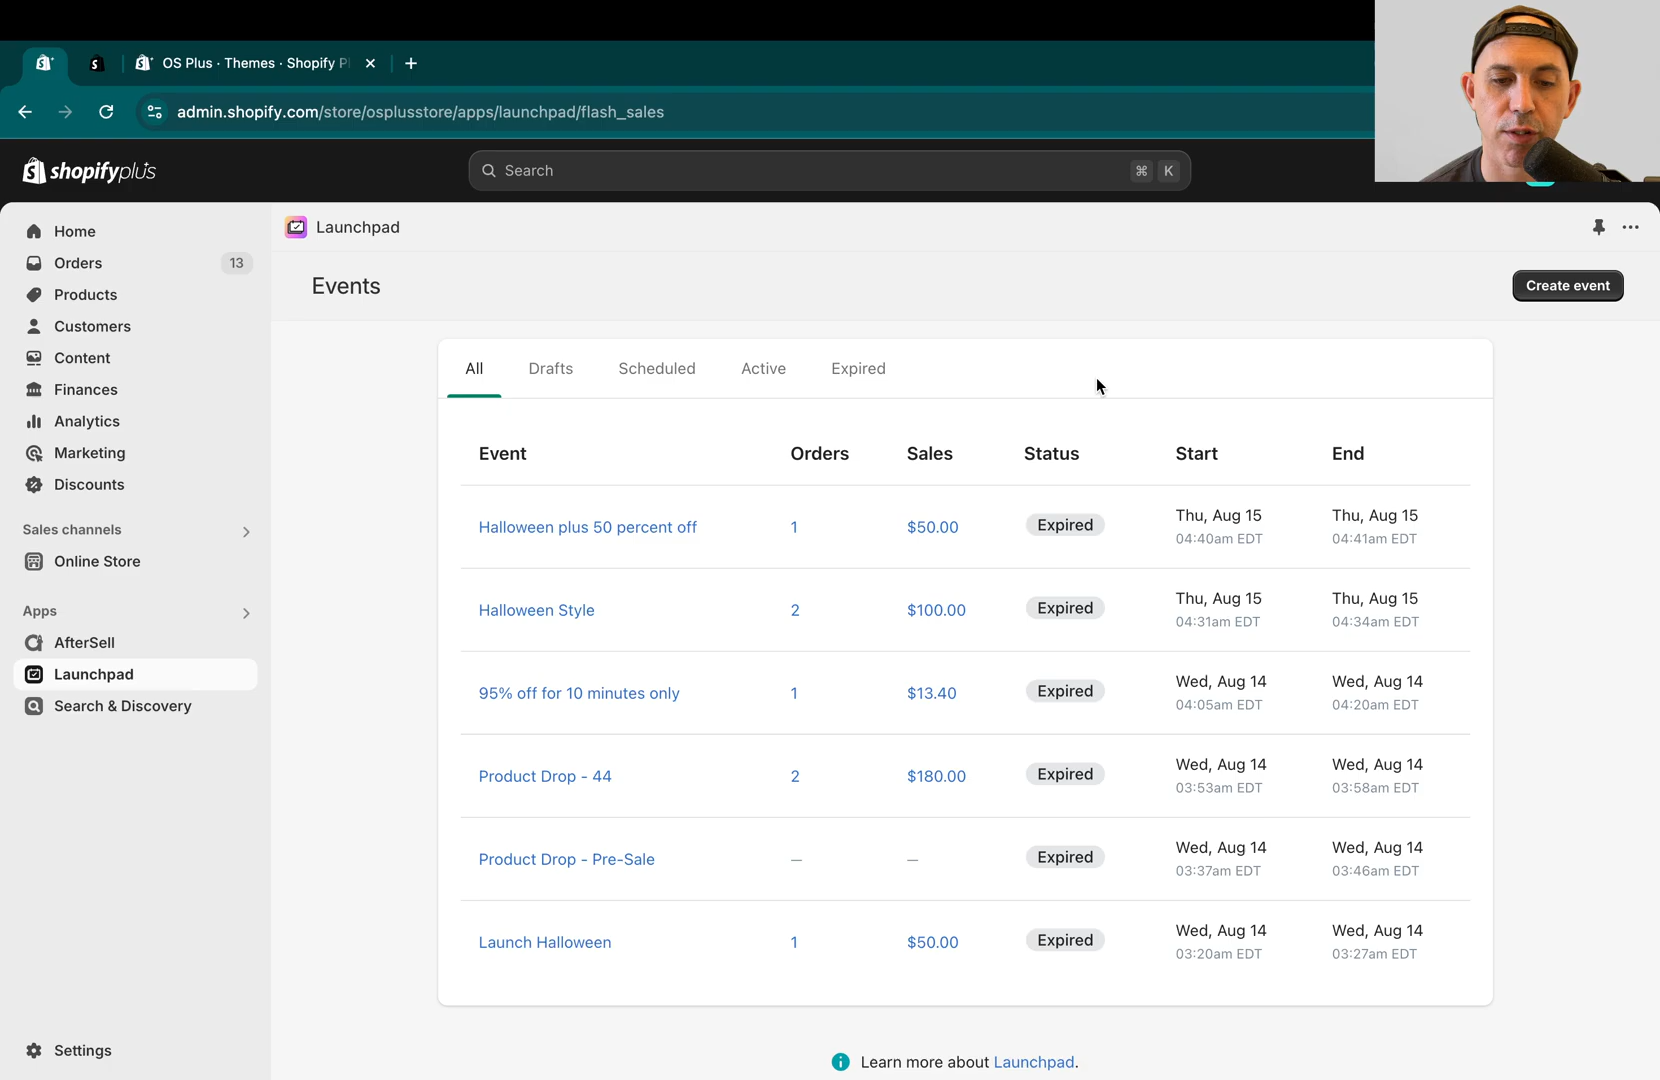 OS Plus · Themes · Shopify P
admin.shopify.com/store/osplusstore/apps/launchpad/flash_sales
shopifyplus
Search ⌘ K
Home
Orders 13
Products
Customers
Content
Finances
Analytics
Marketing
Discounts
Sales channels
Online Store
Apps
AfterSell
Launchpad
Search & Discovery
Settings
Launchpad
Events
Create event
All Drafts Scheduled Active Expired
Event Orders Sales Status Start End
Halloween plus 50 percent off 1 $50.00 Expired Thu, Aug 15 Thu, Aug 15
04:40am EDT 04:41am EDT
Halloween Style 2 $100.00 Expired Thu, Aug 15 Thu, Aug 15
04:31am EDT 04:34am EDT
95% off for 10 minutes only 1 $13.40 Expired Wed, Aug 14 Wed, Aug 14
04:05am EDT 04:20am EDT
Product Drop - 44 2 $180.00 Expired Wed, Aug 14 Wed, Aug 14
03:53am EDT 03:58am EDT
Product Drop - Pre-Sale — — Expired Wed, Aug 14 Wed, Aug 14
03:37am EDT 03:46am EDT
Launch Halloween 1 $50.00 Expired Wed, Aug 14 Wed, Aug 14
03:20am EDT 03:27am EDT
Learn more about Launchpad.